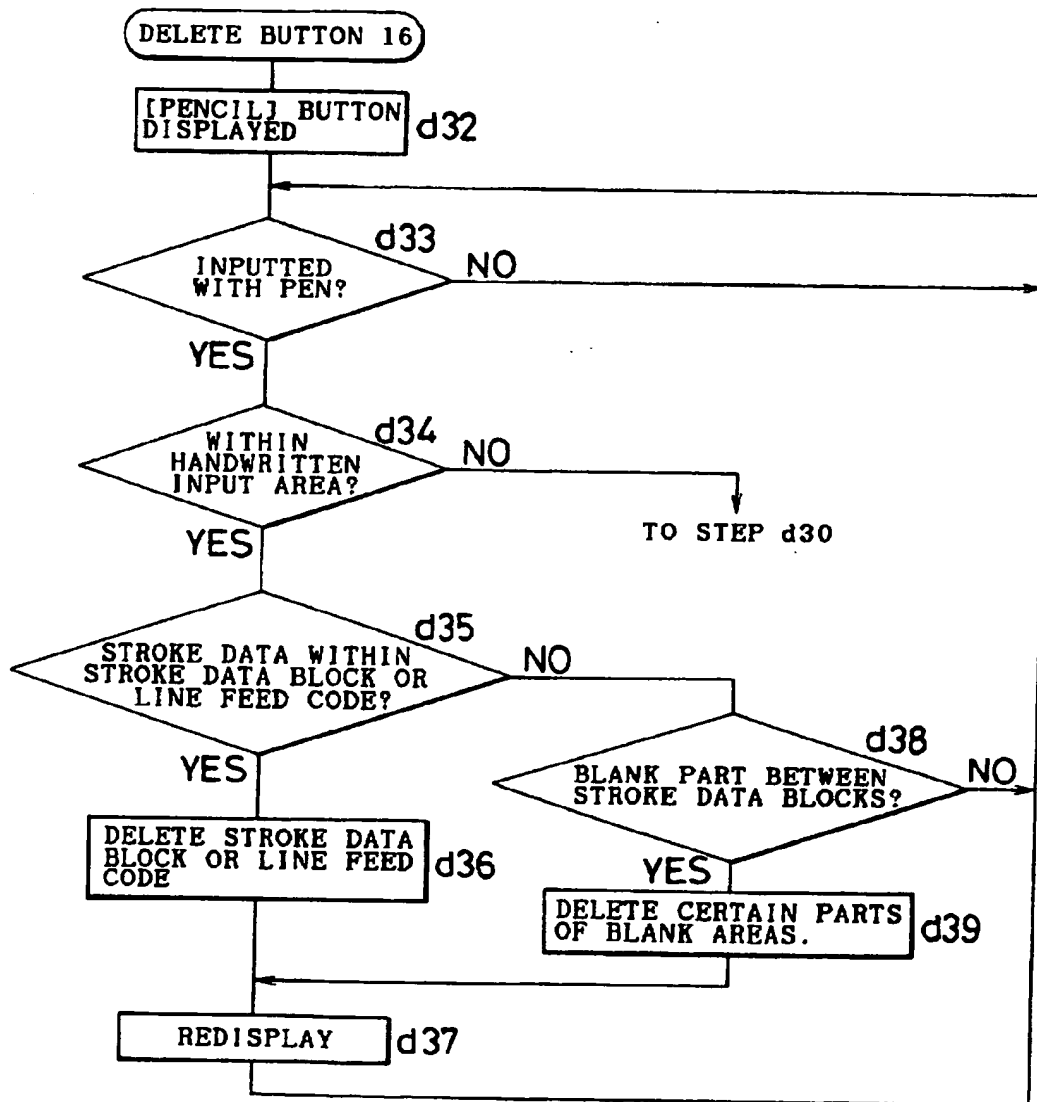 DELETE BUTTON 16
[PENCIL] BUTTON
DISPLAYED
d32
d33
INPUTTED
WITH PEN?
NO
YES
d34
WITHIN
HANDWRITTEN
INPUT AREA?
NO
YES
TO STEP d30
d35
STROKE DATA WITHIN
STROKE DATA BLOCK OR
LINE FEED CODE?
NO
YES
d38
BLANK PART BETWEEN
STROKE DATA BLOCKS?
NO
YES
DELETE STROKE DATA
BLOCK OR LINE FEED
CODE
d36
DELETE CERTAIN PARTS
OF BLANK AREAS.
d39
REDISPLAY
d37